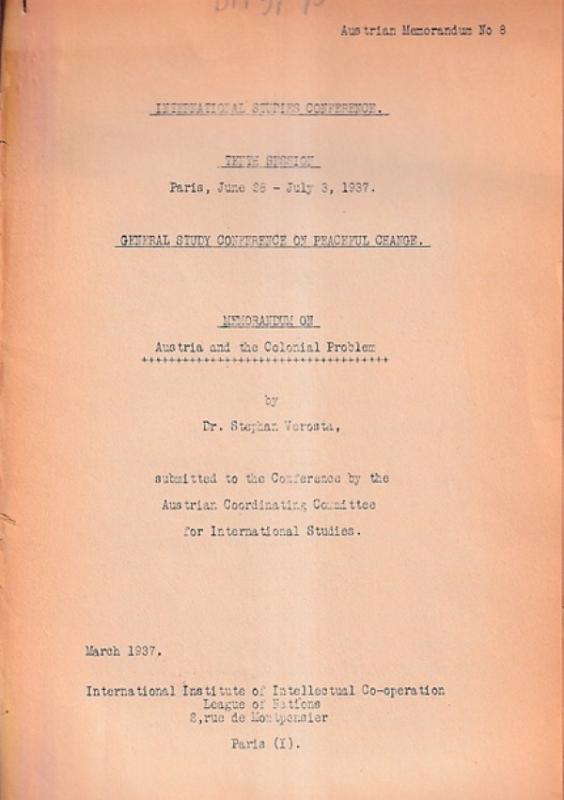 Austrian Memorandum No 8
INTERNATIONAL STUDIES CONFERENCE.
TENTH SESSION
Paris, June 28 - July 3, 1937.
GENERAL STUDY CONFERENCE ON PEACEFUL CHANGE.
MEMORANDUM ON
Austria and the Colonial Problem
+++++++++++++++++++++++++++++++++++
by
Dr. Stephan Verosta,
submitted to the Conference by the
Austrian Coordinating Committee
for International Studies.
March 1937.
International Institute of Intellectual Co-operation
League of Nations
2,rue de Montpensier
Paris (I).